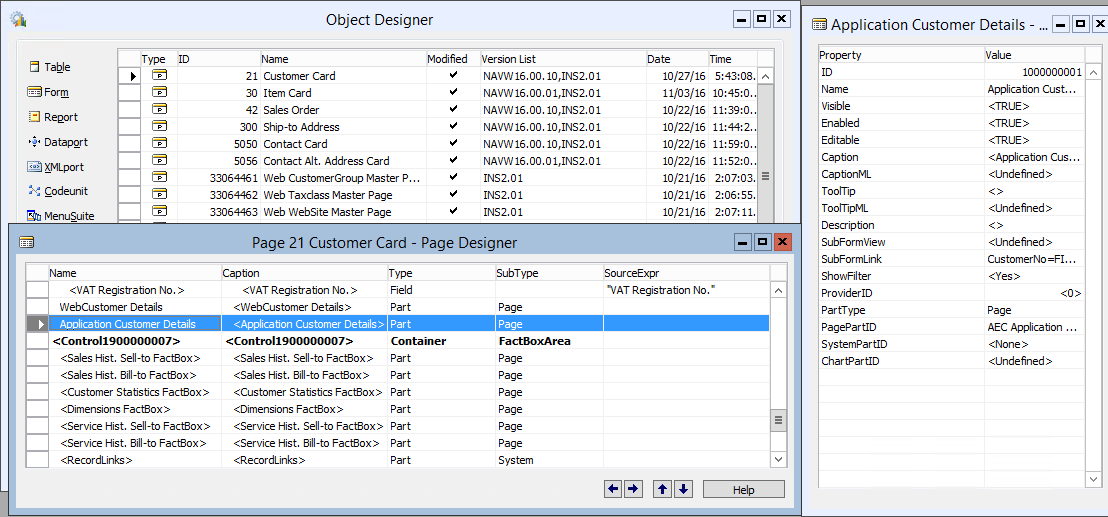 Object Designer
Type ID Name Modified Version List Date Time
21 Customer Card ✔ NAVW16.00.10,INS2.01 10/27/16 5:43:08...
30 Item Card ✔ NAVW16.00.01,INS2.01 11/03/16 10:45:0...
42 Sales Order ✔ NAVW16.00.10,INS2.01 10/22/16 11:39:0...
300 Ship-to Address ✔ NAVW16.00.01,INS2.01 10/22/16 11:44:2...
5050 Contact Card ✔ NAVW16.00.10,INS2.01 10/22/16 11:59:0...
5056 Contact Alt. Address Card ✔ NAVW16.00.01,INS2.01 10/22/16 11:52:0...
33064461 Web CustomerGroup Master P... ✔ INS2.01 10/21/16 2:07:03...
33064462 Web Taxclass Master Page ✔ INS2.01 10/21/16 2:06:55...
33064463 Web WebSite Master Page ✔ INS2.01 10/21/16 2:07:11...
Table
Form
Report
Dataport
XMLport
Codeunit
MenuSuite
Page 21 Customer Card - Page Designer
Name Caption Type SubType SourceExpr
<VAT Registration No.> <VAT Registration No.> Field "VAT Registration No."
WebCustomer Details <WebCustomer Details> Part Page
Application Customer Details <Application Customer Details> Part Page
<Control1900000007> <Control1900000007> Container FactBoxArea
<Sales Hist. Sell-to FactBox> <Sales Hist. Sell-to FactBox> Part Page
<Sales Hist. Bill-to FactBox> <Sales Hist. Bill-to FactBox> Part Page
<Customer Statistics FactBox> <Customer Statistics FactBox> Part Page
<Dimensions FactBox> <Dimensions FactBox> Part Page
<Service Hist. Sell-to FactBox> <Service Hist. Sell-to FactBox> Part Page
<Service Hist. Bill-to FactBox> <Service Hist. Bill-to FactBox> Part Page
<RecordLinks> <RecordLinks> Part System
Help
Application Customer Details - ...
Property Value
ID 1000000001
Name Application Cust...
Visible <TRUE>
Enabled <TRUE>
Editable <TRUE>
Caption <Application Cus...
CaptionML <Undefined>
ToolTip <>
ToolTipML <Undefined>
Description <>
SubFormView <Undefined>
SubFormLink CustomerNo=FI...
ShowFilter <Yes>
ProviderID <0>
PartType Page
PagePartID AEC Application ...
SystemPartID <None>
ChartPartID <Undefined>